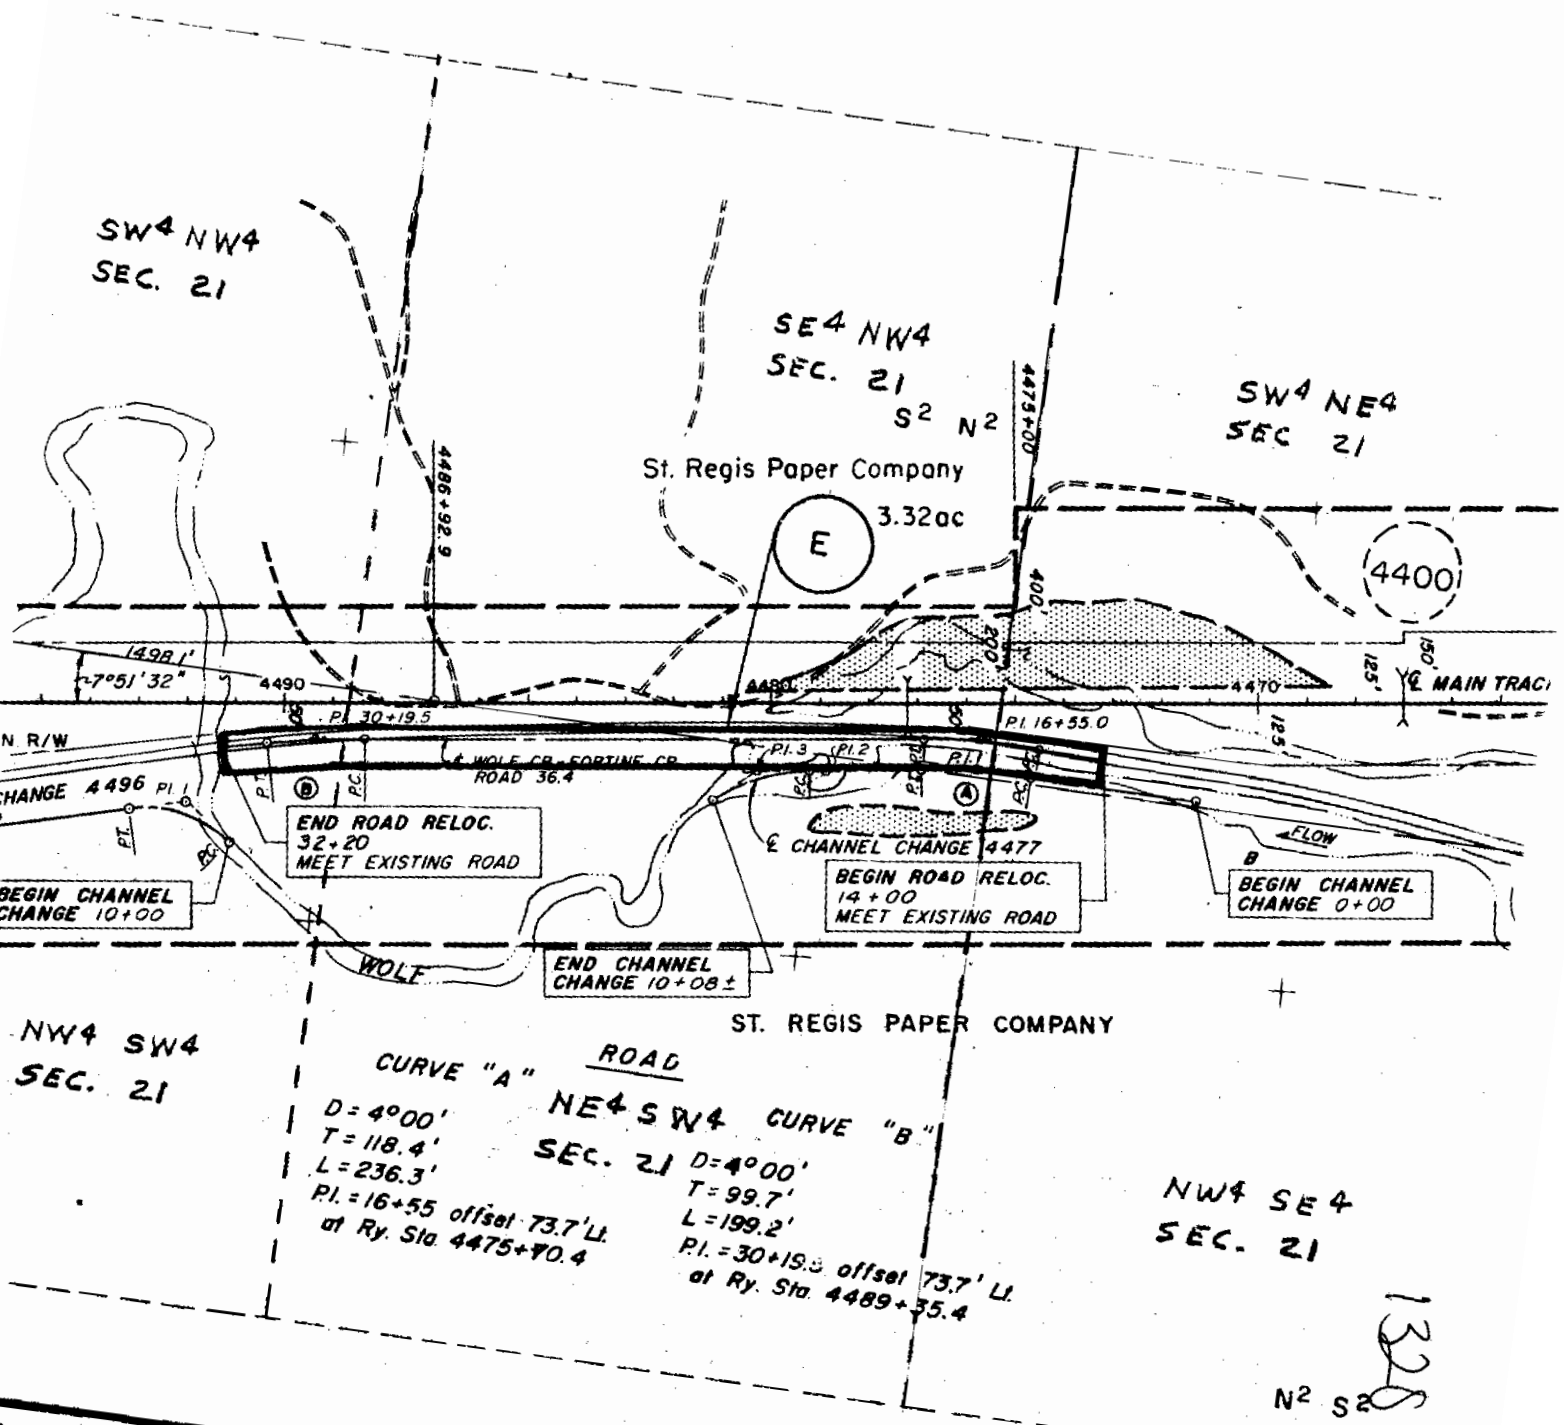 SW⁴ NW⁴
SEC. 21
SE⁴ NW⁴
SEC. 21
S² N²
SW⁴ NE⁴
SEC 21
4475+00
4486+92.9
St. Regis Paper Company
3.32ac
E
4400
400'
200'
1498.1'
7°51'32"
4490
4480
4470
150'
125'
℄ MAIN TRAC
50
50
125'
P.I. 30+19.5
P.I. 16+55.0
N. R/W
℄ WOLF CR-FORTINE CR
ROAD 36.4
P.I.3
P.I.2
P.I.1
HANGE 4496
P.I. 1
P.T.
P.C.
P.T.
P.C.
P.C.
P.C.
B
A
END ROAD RELOC.
32+20
MEET EXISTING ROAD
℄ CHANNEL CHANGE 4477
FLOW
B
BEGIN CHANNEL
CHANGE 10+00
BEGIN ROAD RELOC.
14+00
MEET EXISTING ROAD
BEGIN CHANNEL
CHANGE 0+00
WOLF
END CHANNEL
CHANGE 10+08±
ST. REGIS PAPER COMPANY
NW⁴ SW⁴
SEC. 21
ROAD
NE⁴ SW⁴
SEC. 21
CURVE "A"
D=4°00'
T=118.4'
L=236.3'
P.I.=16+55 offset 73.7' Lt.
at Ry. Sta. 4475+70.4
CURVE "B"
D=4°00'
T=99.7'
L=199.2'
P.I.=30+19.5 offset 73.7' Lt.
at Ry. Sta. 4489+35.4
NW⁴ SE⁴
SEC. 21
1328
N² S²